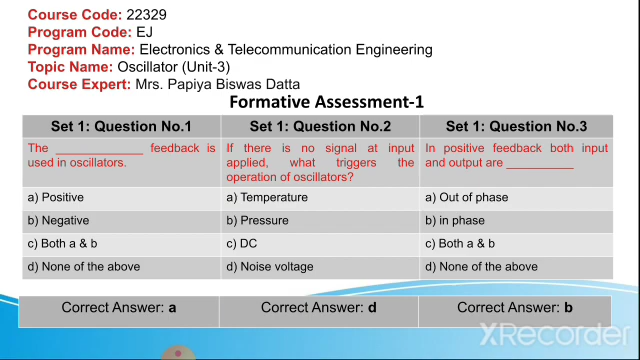 Course Code: 22329
Program Code: EJ
Program Name: Electronics & Telecommunication Engineering
Topic Name: Oscillator (Unit-3)
Course Expert: Mrs. Papiya Biswas Datta
Formative Assessment-1
Set 1: Question No.1 Set 1: Question No.2 Set 1: Question No.3
The _____________ feedback is If there is no signal at input In positive feedback both input
used in oscillators. applied, what triggers the and output are __________
operation of oscillators?
a) Positive a) Temperature a) Out of phase
b) Negative b) Pressure b) in phase
c) Both a & b c) DC c) Both a & b
d) None of the above d) Noise voltage d) None of the above
Correct Answer: a Correct Answer: d Correct Answer: b
XRecorder